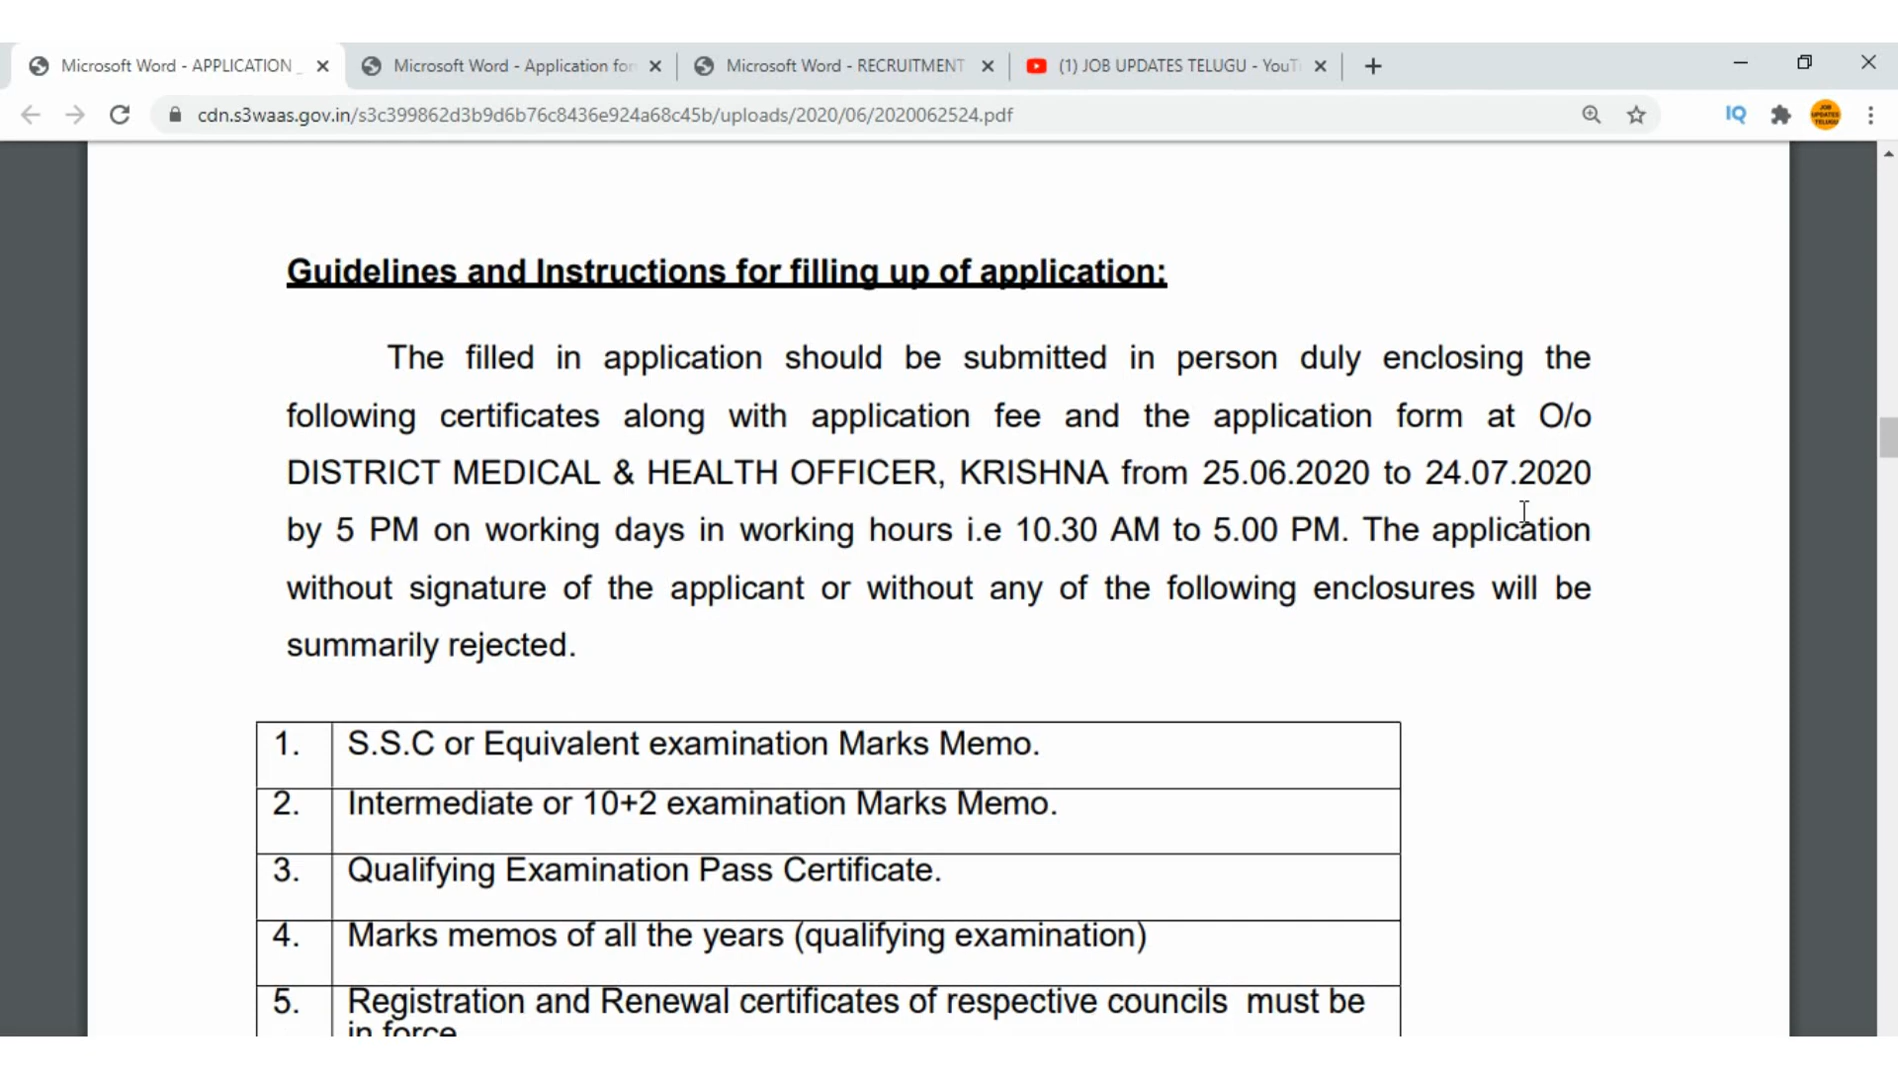 Microsoft Word - APPLICATION _
Microsoft Word - Application for
Microsoft Word - RECRUITMENT
(1) JOB UPDATES TELUGU - YouT
cdn.s3waas.gov.in/s3c399862d3b9d6b76c8436e924a68c45b/uploads/2020/06/2020062524.pdf
IQ
JOB
UPDATES
TELUGU
Guidelines and Instructions for filling up of application:
The filled in application should be submitted in person duly enclosing the
following certificates along with application fee and the application form at O/o
DISTRICT MEDICAL & HEALTH OFFICER, KRISHNA from 25.06.2020 to 24.07.2020
by 5 PM on working days in working hours i.e 10.30 AM to 5.00 PM. The application
without signature of the applicant or without any of the following enclosures will be
summarily rejected.
1. S.S.C or Equivalent examination Marks Memo.
2. Intermediate or 10+2 examination Marks Memo.
3. Qualifying Examination Pass Certificate.
4. Marks memos of all the years (qualifying examination)
5. Registration and Renewal certificates of respective councils must be
in force